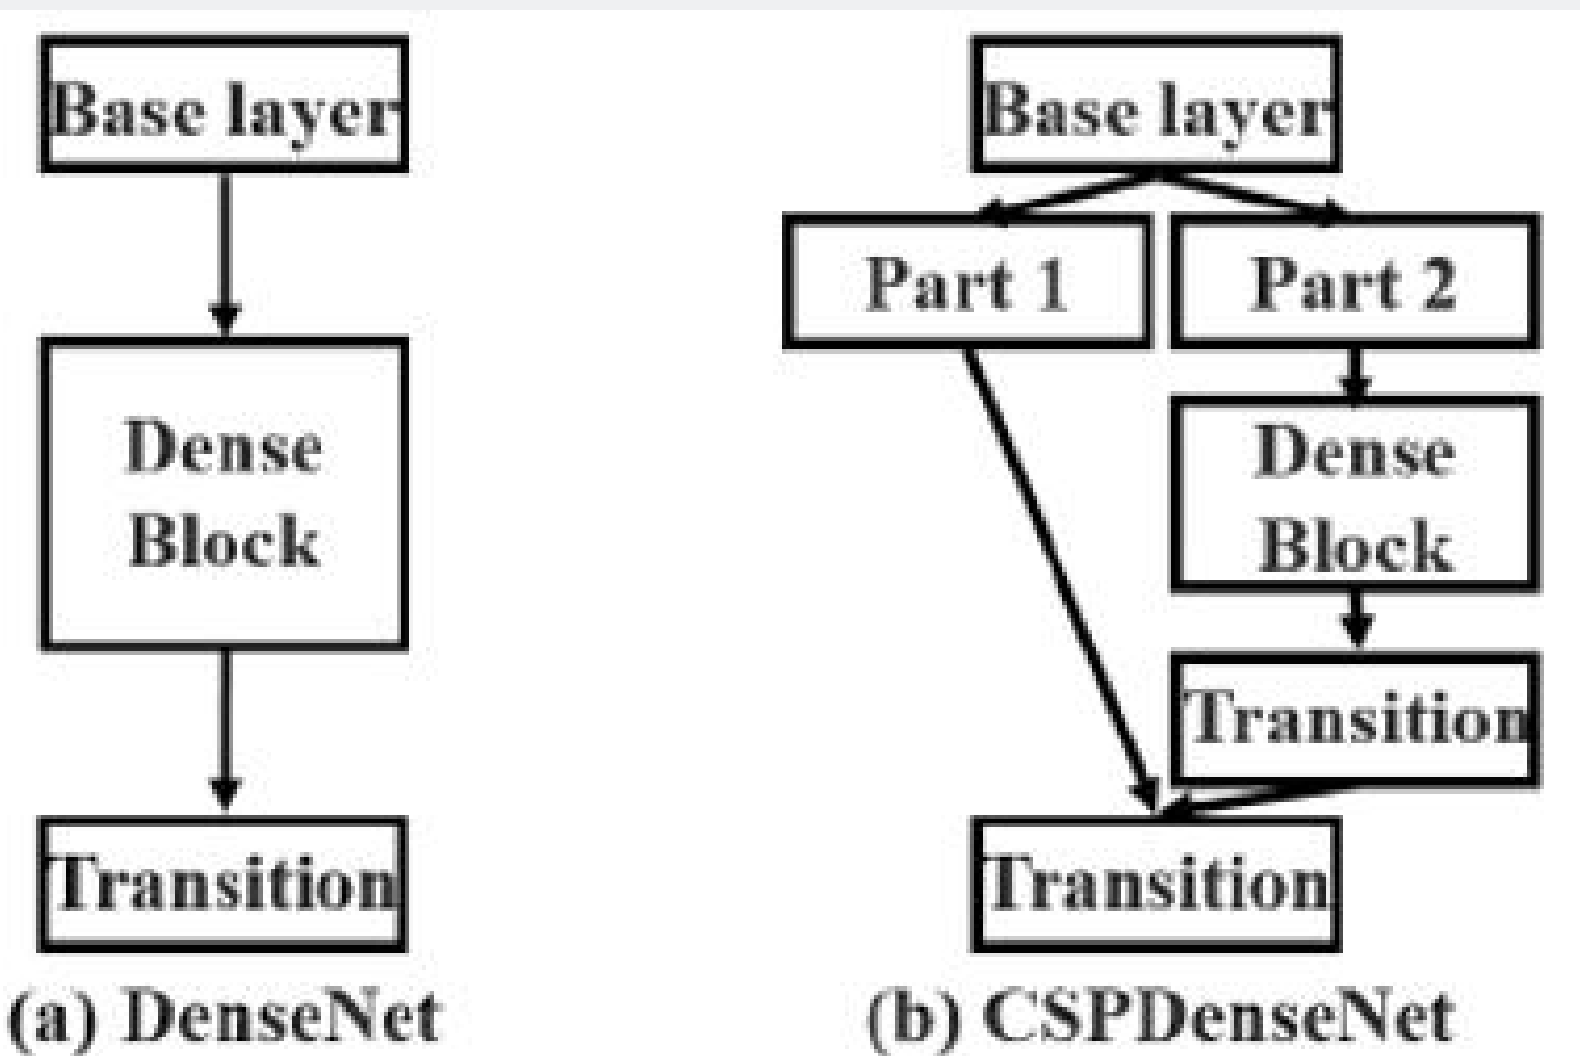 Base layer
Dense
Block
Transition
(a) DenseNet
Base layer
Part 1
Part 2
Dense
Block
Transition
Transition
(b) CSPDenseNet